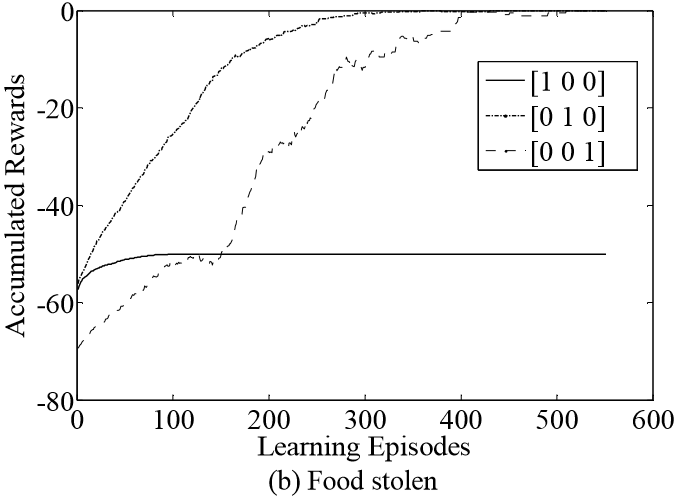 0
-20
-40
-60
-80
Accumulated Rewards
[1 0 0]
[0 1 0]
[0 0 1]
0 100 200 300 400 500 600
Learning Episodes
(b) Food stolen